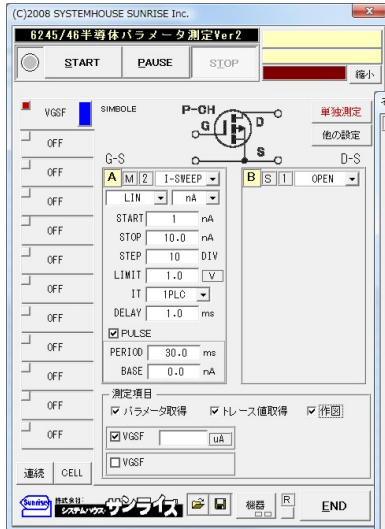 (C)2008 SYSTEMHOUSE SUNRISE Inc.
6245/46半導体パラメータ測定Ver2
START PAUSE STOP
縮小
VGSF SIMBOLE P-CH G D S 単独測定
OFF 他の設定
G-S D-S
OFF A M 2 I-SWEEP B S 1 OPEN
OFF LIN nA
START 1 nA
OFF STOP 10.0 nA
OFF STEP 10 DIV
LIMIT 1.0 V
OFF IT 1PLC
OFF DELAY 1.0 ms
PULSE
OFF PERIOD 30.0 ms
OFF BASE 0.0 nA
測定項目
OFF パラメータ取得 トレース値取得 作図
OFF VGSF uA
VGSF
連続 CELL
Sunrise 株式会社 システムハウス サンライズ 機器 R END